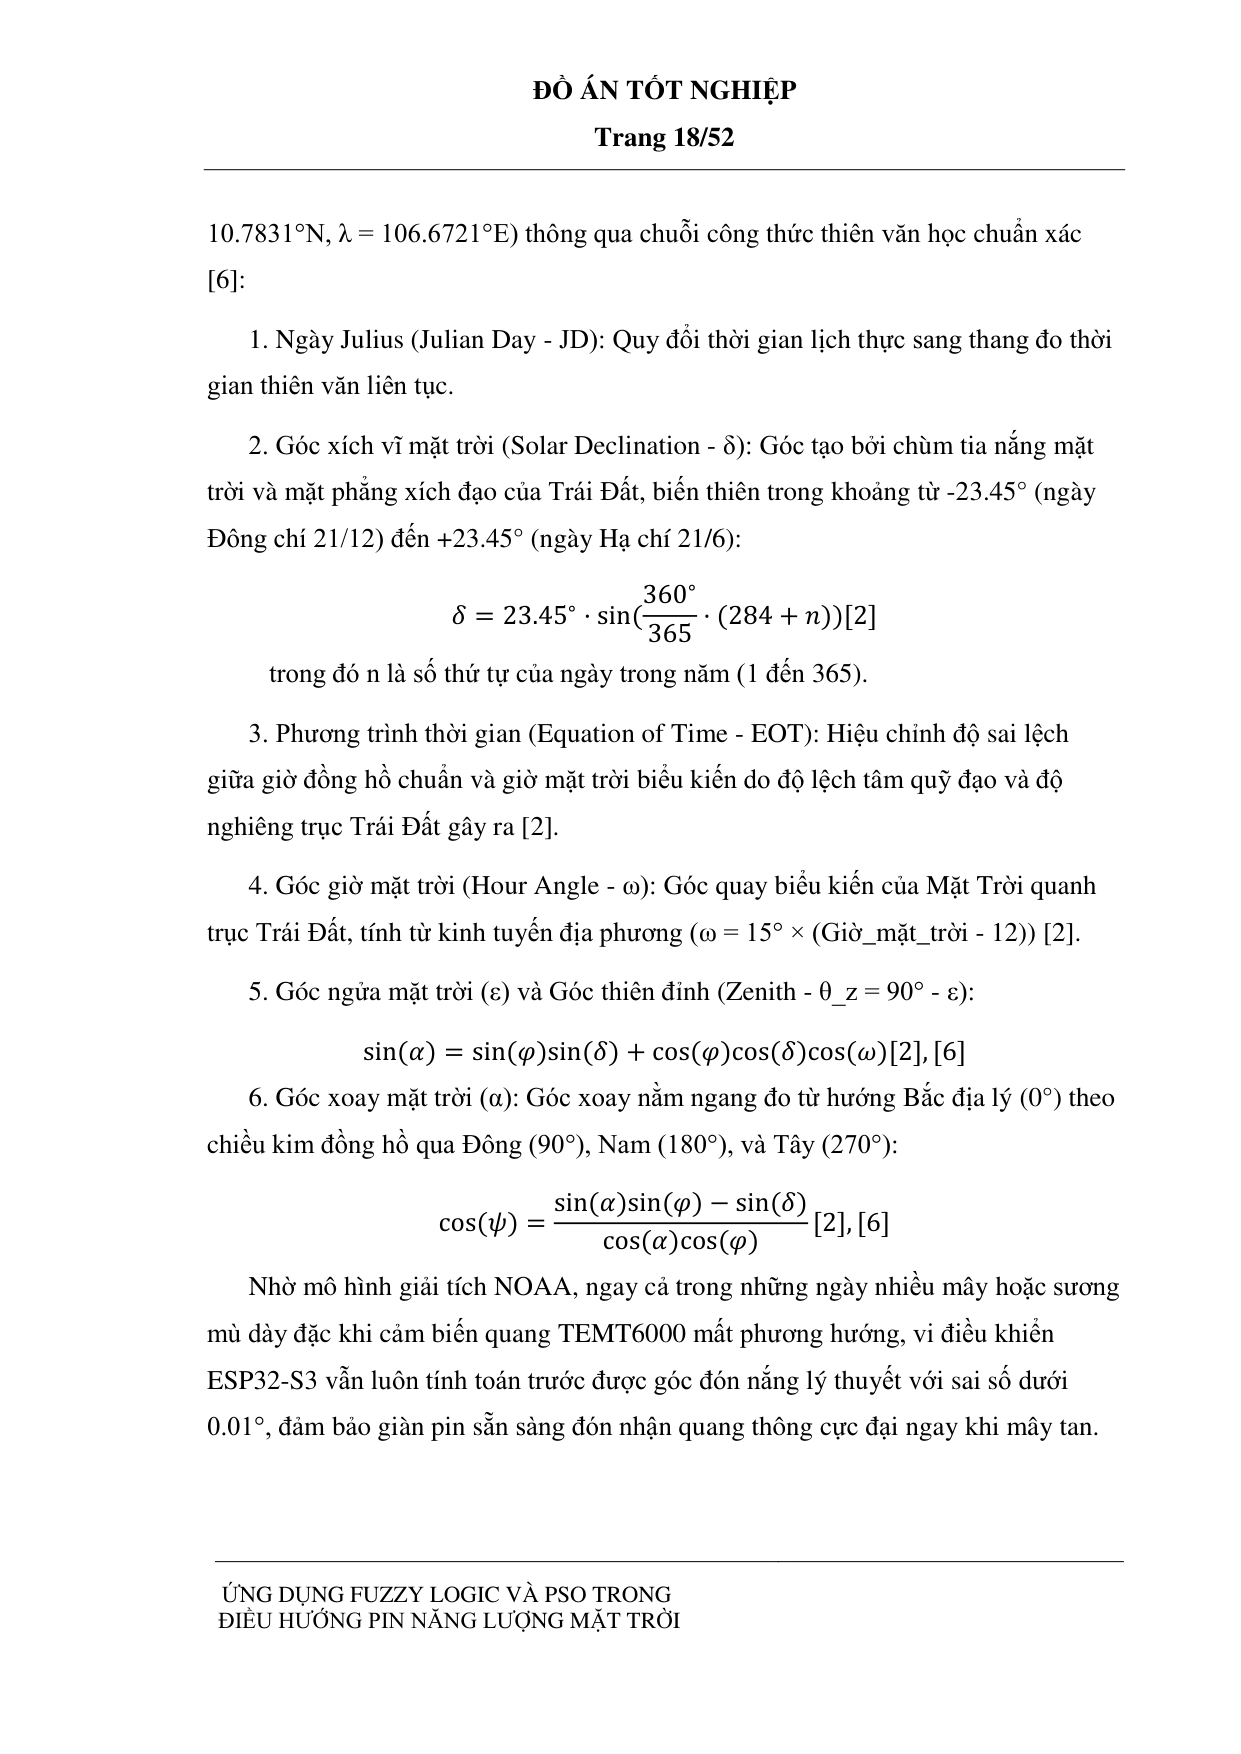 ĐỒ ÁN TỐT NGHIỆP
Trang 18/52
10.7831°N, λ = 106.6721°E) thông qua chuỗi công thức thiên văn học chuẩn xác
[6]:
1. Ngày Julius (Julian Day - JD): Quy đổi thời gian lịch thực sang thang đo thời
gian thiên văn liên tục.
2. Góc xích vĩ mặt trời (Solar Declination - δ): Góc tạo bởi chùm tia nắng mặt
trời và mặt phẳng xích đạo của Trái Đất, biến thiên trong khoảng từ -23.45° (ngày
Đông chí 21/12) đến +23.45° (ngày Hạ chí 21/6):
δ = 23.45° · sin(360°/365 · (284 + n))[2]
trong đó n là số thứ tự của ngày trong năm (1 đến 365).
3. Phương trình thời gian (Equation of Time - EOT): Hiệu chỉnh độ sai lệch
giữa giờ đồng hồ chuẩn và giờ mặt trời biểu kiến do độ lệch tâm quỹ đạo và độ
nghiêng trục Trái Đất gây ra [2].
4. Góc giờ mặt trời (Hour Angle - ω): Góc quay biểu kiến của Mặt Trời quanh
trục Trái Đất, tính từ kinh tuyến địa phương (ω = 15° × (Giờ_mặt_trời - 12)) [2].
5. Góc ngửa mặt trời (ε) và Góc thiên đỉnh (Zenith - θ_z = 90° - ε):
sin(α) = sin(φ)sin(δ) + cos(φ)cos(δ)cos(ω)[2], [6]
6. Góc xoay mặt trời (α): Góc xoay nằm ngang đo từ hướng Bắc địa lý (0°) theo
chiều kim đồng hồ qua Đông (90°), Nam (180°), và Tây (270°):
cos(ψ) = (sin(α)sin(φ) − sin(δ))/(cos(α)cos(φ)) [2], [6]
Nhờ mô hình giải tích NOAA, ngay cả trong những ngày nhiều mây hoặc sương
mù dày đặc khi cảm biến quang TEMT6000 mất phương hướng, vi điều khiển
ESP32-S3 vẫn luôn tính toán trước được góc đón nắng lý thuyết với sai số dưới
0.01°, đảm bảo giàn pin sẵn sàng đón nhận quang thông cực đại ngay khi mây tan.
ỨNG DỤNG FUZZY LOGIC VÀ PSO TRONG
ĐIỀU HƯỚNG PIN NĂNG LƯỢNG MẶT TRỜI